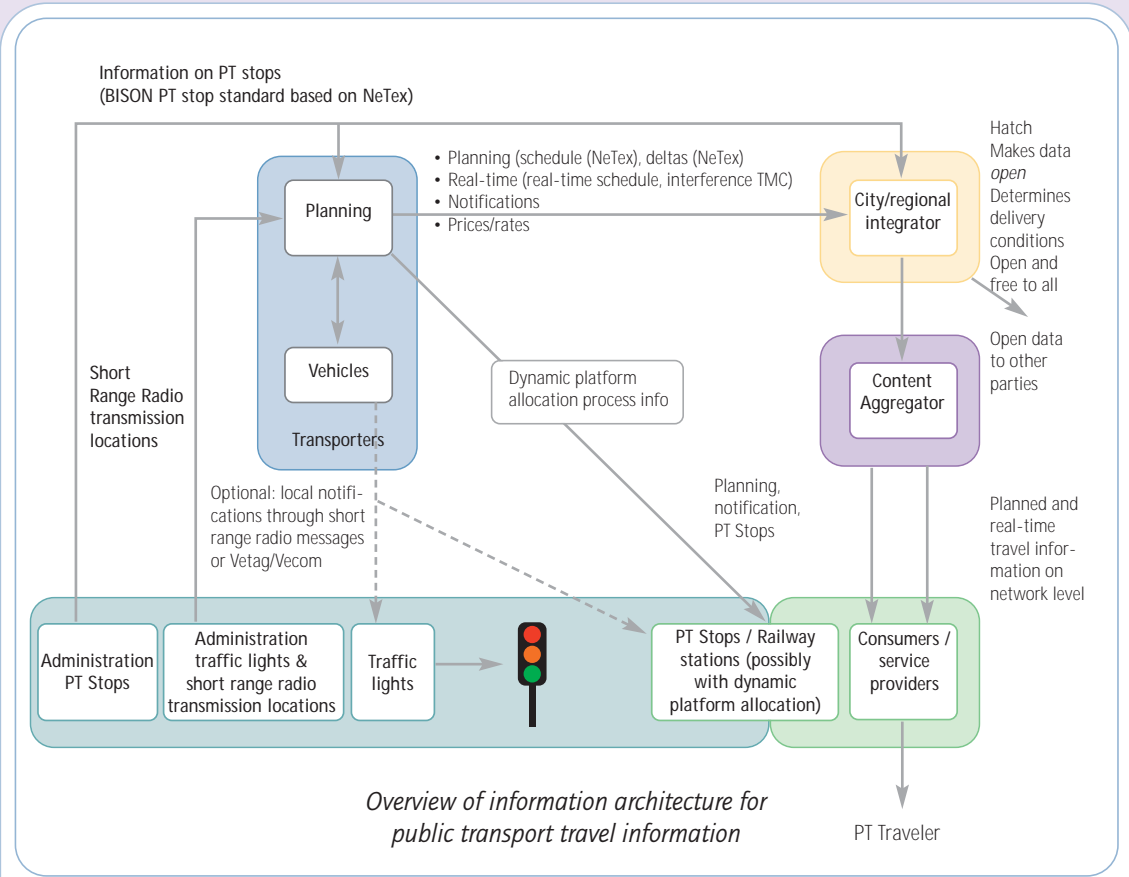 Information on PT stops
(BISON PT stop standard based on NeTex)
• Planning (schedule (NeTex), deltas (NeTex)
• Real-time (real-time schedule, interference TMC)
• Notifications
• Prices/rates
Planning
Vehicles
Transporters
City/regional
integrator
Hatch
Makes data
open
Determines
delivery
conditions
Open and
free to all
Open data
to other
parties
Content
Aggregator
Short
Range Radio
transmission
locations
Dynamic platform
allocation process info
Optional: local notifi-
cations through short
range radio messages
or Vetag/Vecom
Planning,
notification,
PT Stops
Planned and
real-time
travel infor-
mation on
network level
Administration
PT Stops
Administration
traffic lights &
short range radio
transmission locations
Traffic
lights
PT Stops / Railway
stations (possibly
with dynamic
platform allocation)
Consumers /
service
providers
PT Traveler
Overview of information architecture for
public transport travel information